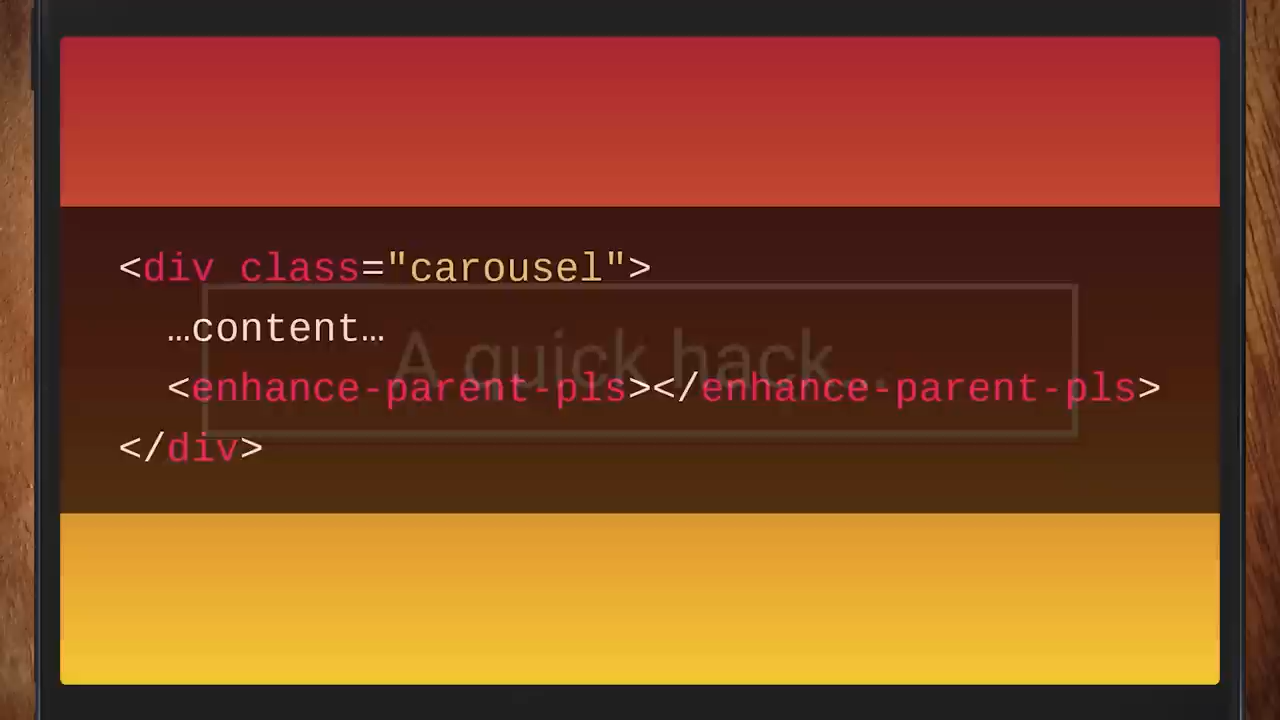 <div class="carousel">
…content…
A quick hack…
<enhance-parent-pls></enhance-parent-pls>
</div>